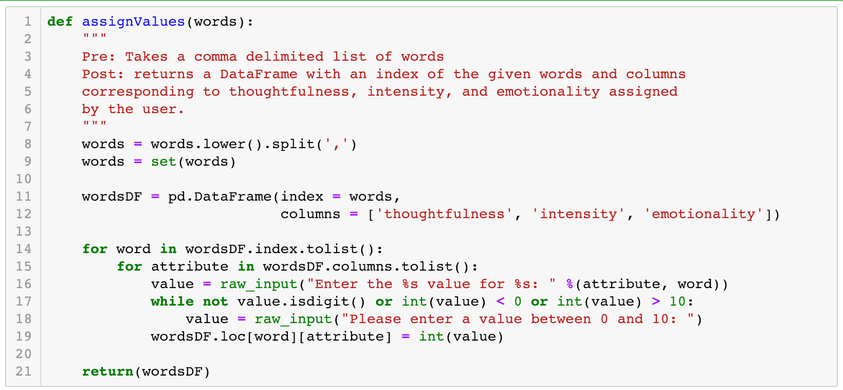 1 def assignValues(words):
2     """
3     Pre: Takes a comma delimited list of words
4     Post: returns a DataFrame with an index of the given words and columns
5     corresponding to thoughtfulness, intensity, and emotionality assigned
6     by the user.
7     """
8     words = words.lower().split(',')
9     words = set(words)
10
11     wordsDF = pd.DataFrame(index = words,
12                            columns = ['thoughtfulness', 'intensity', 'emotionality'])
13
14     for word in wordsDF.index.tolist():
15         for attribute in wordsDF.columns.tolist():
16             value = raw_input("Enter the %s value for %s: " %(attribute, word))
17             while not value.isdigit() or int(value) < 0 or int(value) > 10:
18                 value = raw_input("Please enter a value between 0 and 10: ")
19             wordsDF.loc[word][attribute] = int(value)
20
21     return(wordsDF)